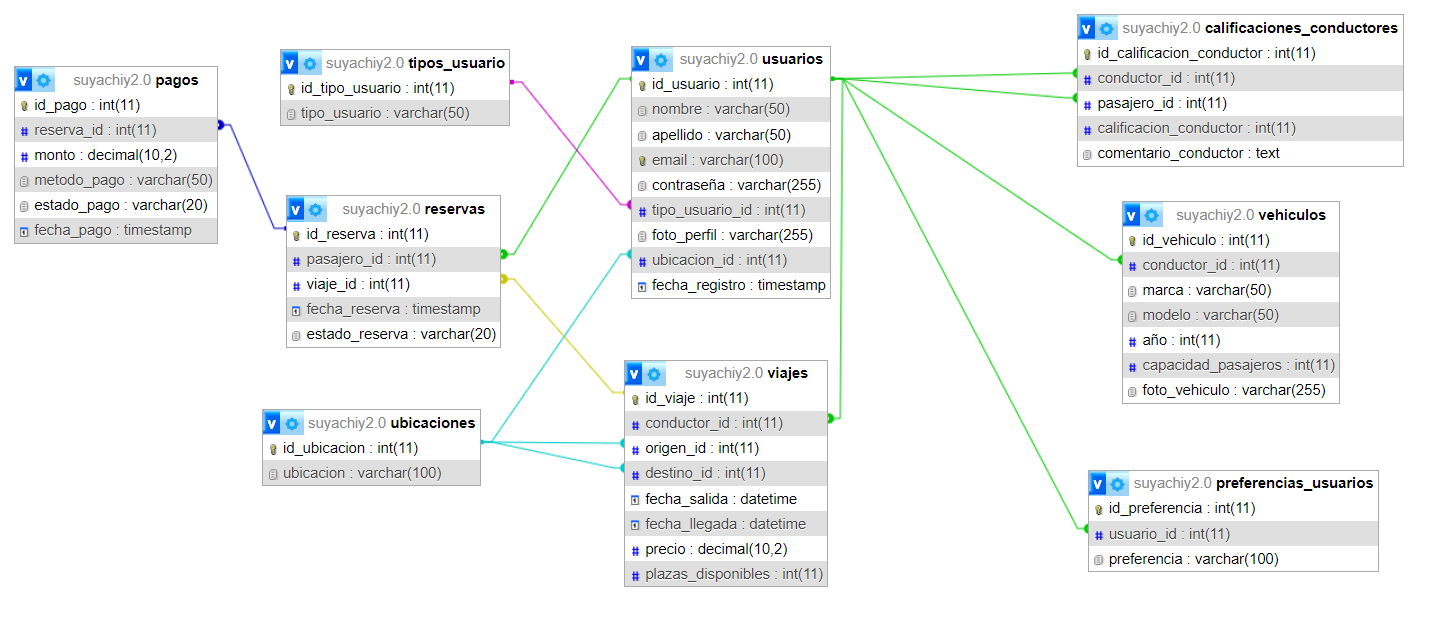 suyachiy2.0 pagos
id_pago : int(11)
reserva_id : int(11)
monto : decimal(10,2)
metodo_pago : varchar(50)
estado_pago : varchar(20)
fecha_pago : timestamp
suyachiy2.0 tipos_usuario
id_tipo_usuario : int(11)
tipo_usuario : varchar(50)
suyachiy2.0 reservas
id_reserva : int(11)
pasajero_id : int(11)
viaje_id : int(11)
fecha_reserva : timestamp
estado_reserva : varchar(20)
suyachiy2.0 ubicaciones
id_ubicacion : int(11)
ubicacion : varchar(100)
suyachiy2.0 usuarios
id_usuario : int(11)
nombre : varchar(50)
apellido : varchar(50)
email : varchar(100)
contraseña : varchar(255)
tipo_usuario_id : int(11)
foto_perfil : varchar(255)
ubicacion_id : int(11)
fecha_registro : timestamp
suyachiy2.0 viajes
id_viaje : int(11)
conductor_id : int(11)
origen_id : int(11)
destino_id : int(11)
fecha_salida : datetime
fecha_llegada : datetime
precio : decimal(10,2)
plazas_disponibles : int(11)
suyachiy2.0 calificaciones_conductores
id_calificacion_conductor : int(11)
conductor_id : int(11)
pasajero_id : int(11)
calificacion_conductor : int(11)
comentario_conductor : text
suyachiy2.0 vehiculos
id_vehiculo : int(11)
conductor_id : int(11)
marca : varchar(50)
modelo : varchar(50)
año : int(11)
capacidad_pasajeros : int(11)
foto_vehiculo : varchar(255)
suyachiy2.0 preferencias_usuarios
id_preferencia : int(11)
usuario_id : int(11)
preferencia : varchar(100)